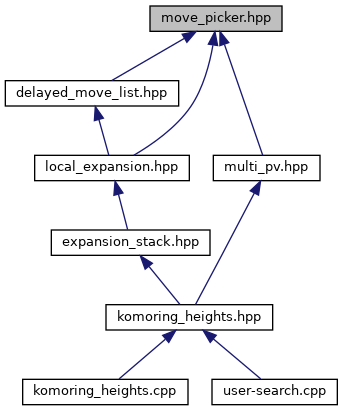 move_picker.hpp
delayed_move_list.hpp
local_expansion.hpp
multi_pv.hpp
expansion_stack.hpp
komoring_heights.hpp
komoring_heights.cpp
user-search.cpp